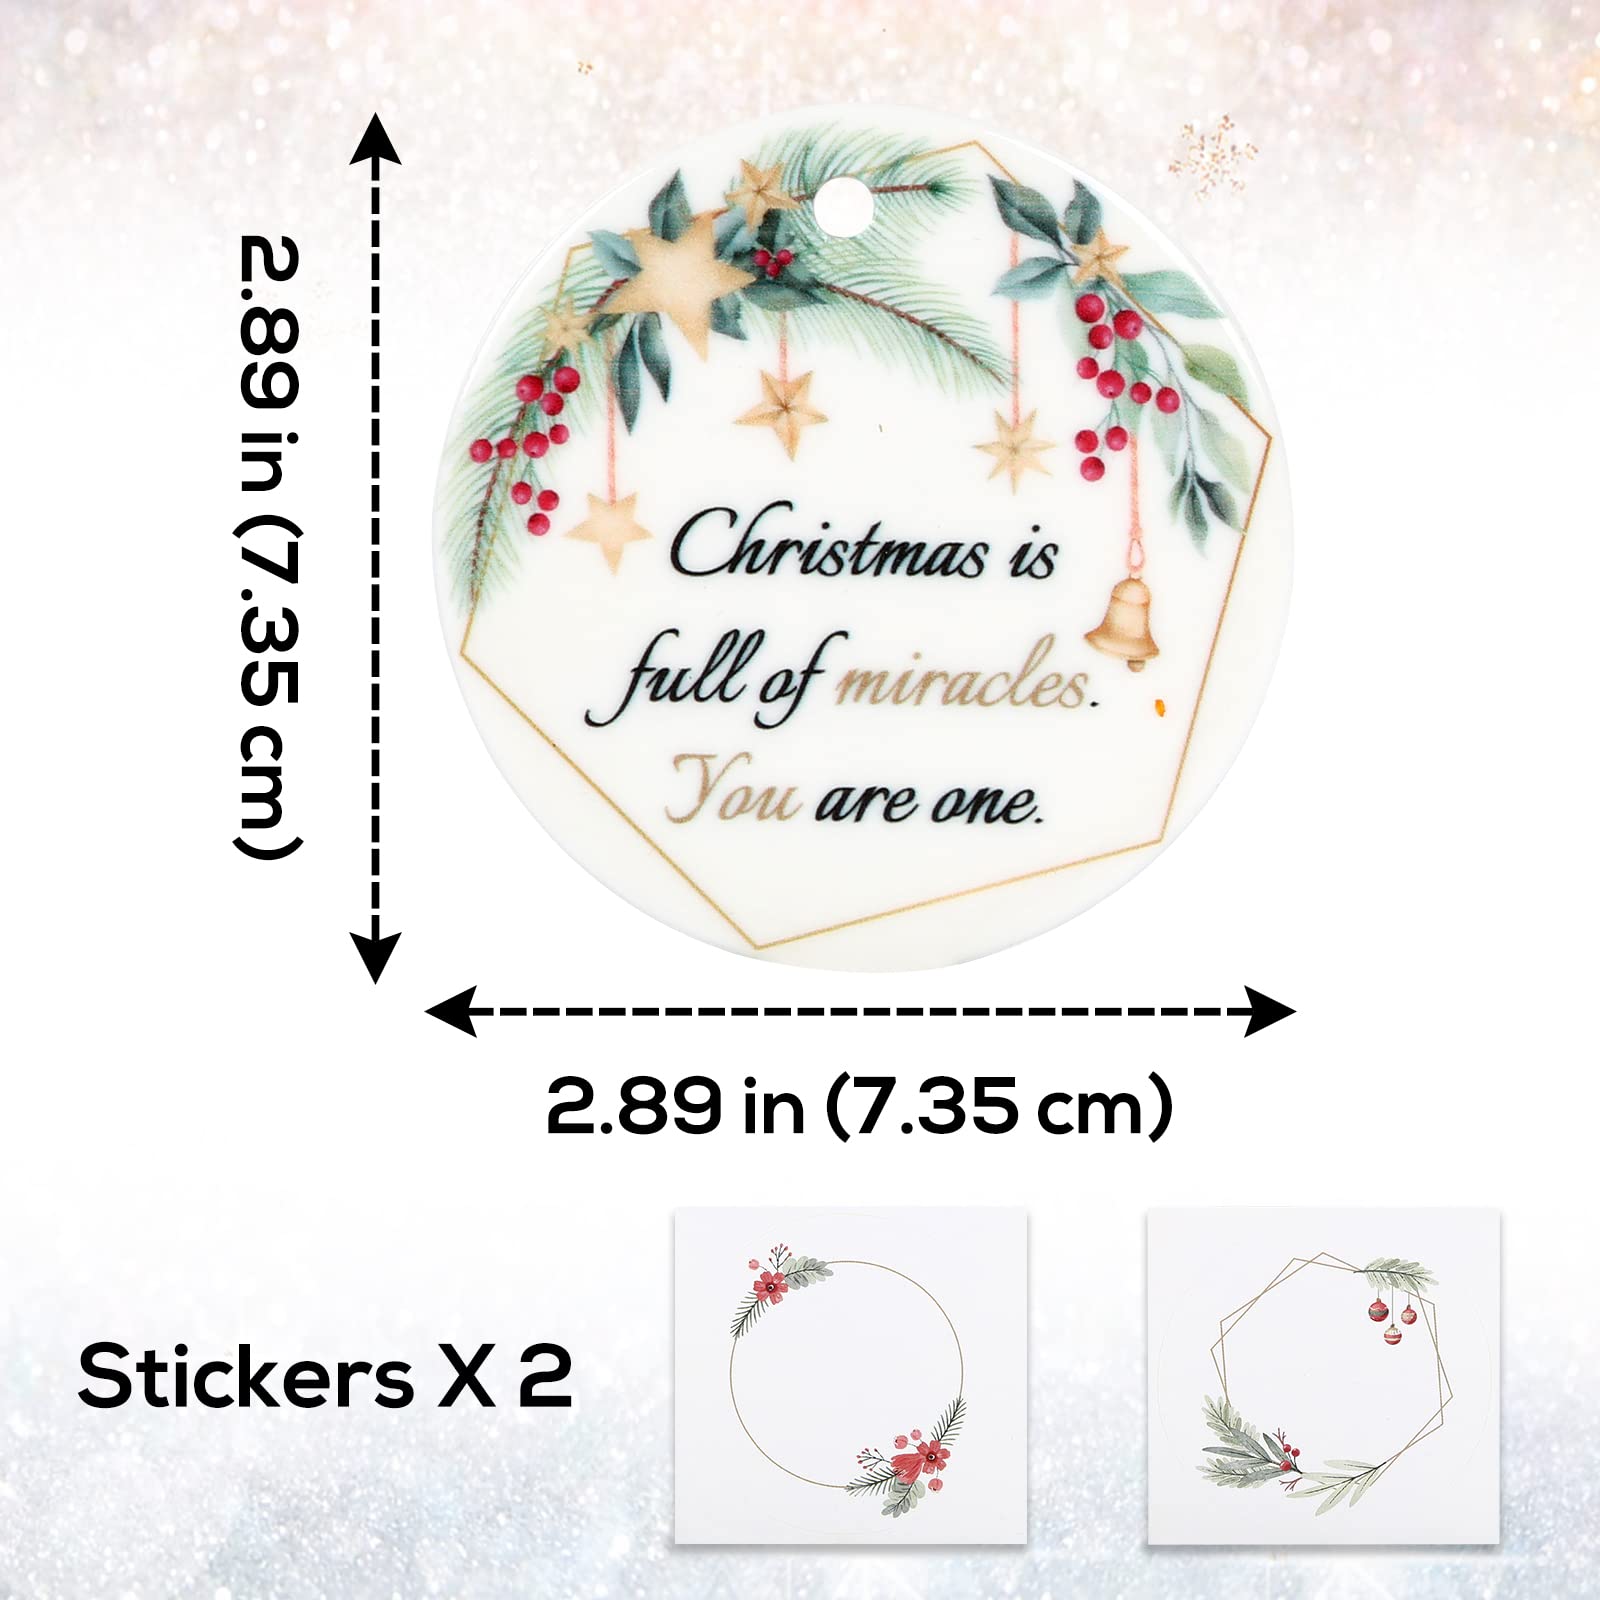 2.89 in (7.35 cm)
Christmas is
full of miracles.
You are one.
2.89 in (7.35 cm)
Stickers X 2